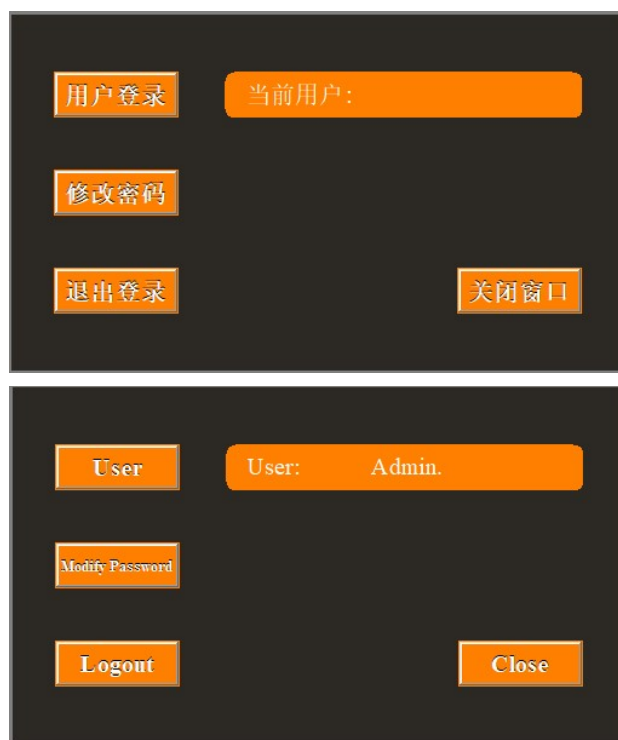 用户登录 当前用户:
修改密码
退出登录 关闭窗口
User User: Admin.
Modify Password
Logout Close